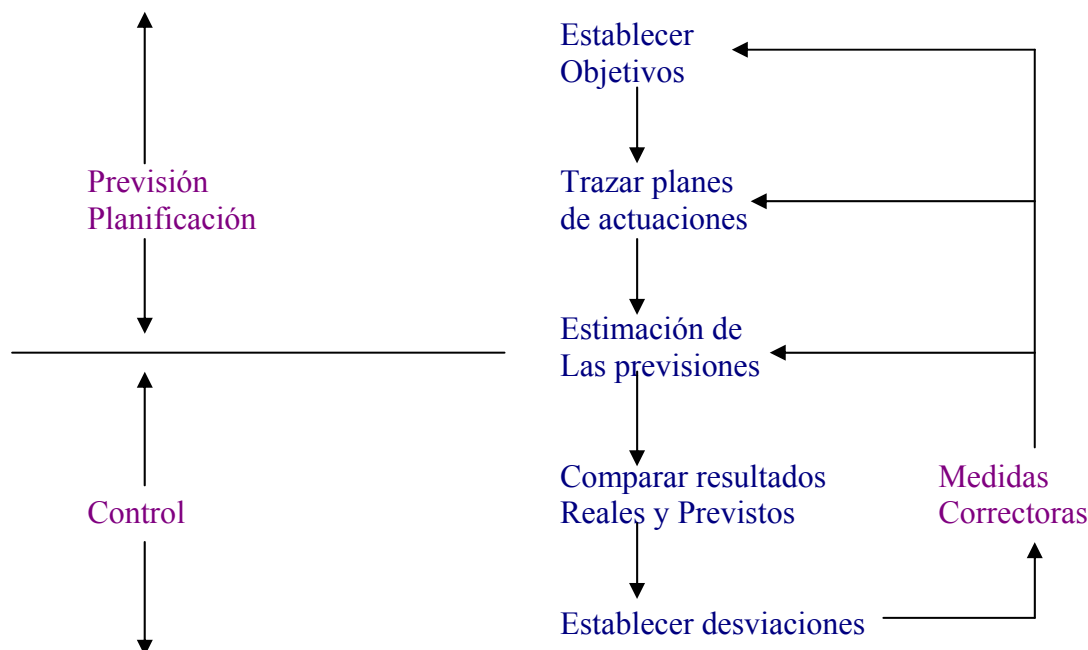 Establecer
Objetivos
Previsión
Planificación
Trazar planes
de actuaciones
Estimación de
Las previsiones
Control
Comparar resultados
Reales y Previstos
Medidas
Correctoras
Establecer desviaciones